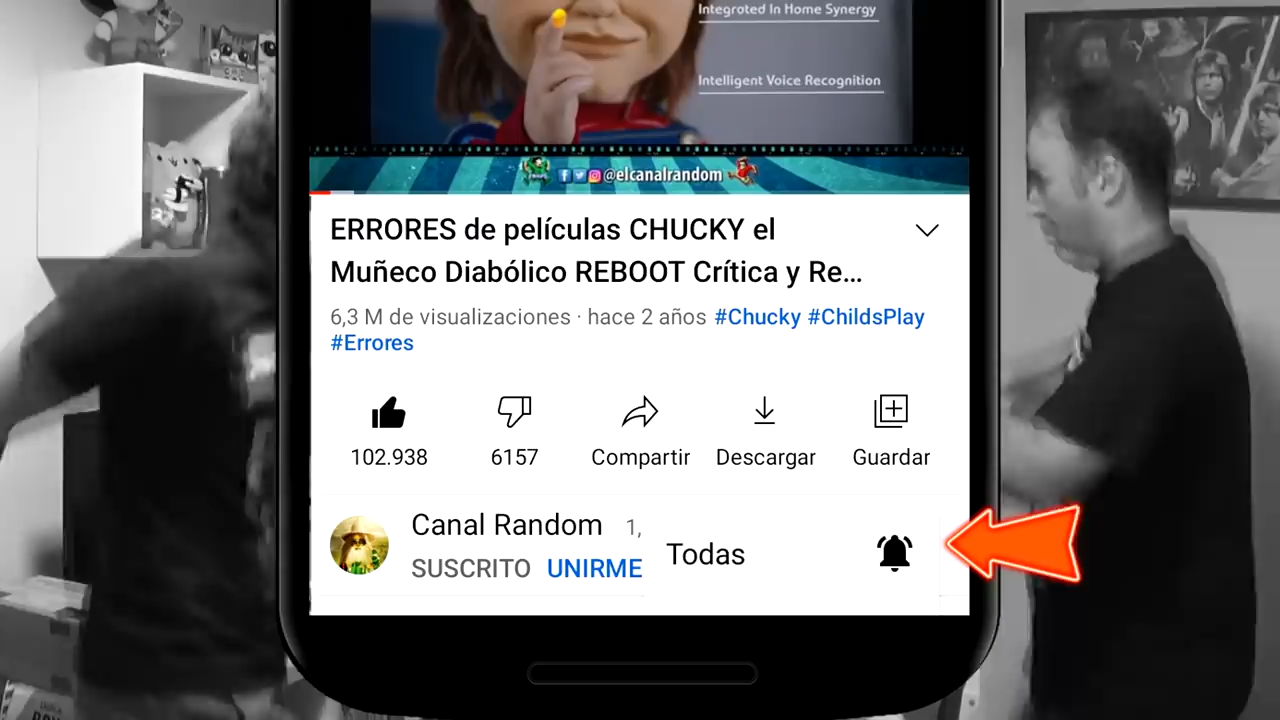 Integrated In Home Synergy
Intelligent Voice Recognition
@elcanalrandom
ERRORES de películas CHUCKY el
Muñeco Diabólico REBOOT Crítica y Re...
6,3 M de visualizaciones · hace 2 años #Chucky #ChildsPlay
#Errores
102.938
6157
Compartir
Descargar
Guardar
Canal Random 1,
SUSCRITO UNIRME
Todas